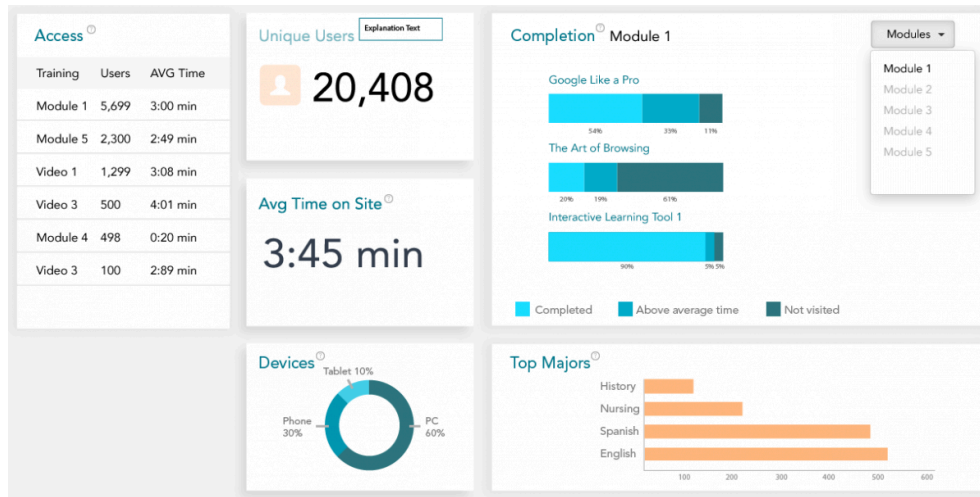 Access
Training Users AVG Time
Module 1 5,699 3:00 min
Module 5 2,300 2:49 min
Video 1 1,299 3:08 min
Video 3 500 4:01 min
Module 4 498 0:20 min
Video 3 100 2:89 min
Unique Users
Explanation Text
20,408
Avg Time on Site
3:45 min
Completion Module 1
Modules
Module 1
Module 2
Module 3
Module 4
Module 5
Google Like a Pro
54% 33% 11%
The Art of Browsing
20% 19% 61%
Interactive Learning Tool 1
90% 5% 5%
Completed Above average time Not visited
Devices
Tablet 10%
Phone
30%
PC
60%
Top Majors
History
Nursing
Spanish
English
100 200 300 400 500 600